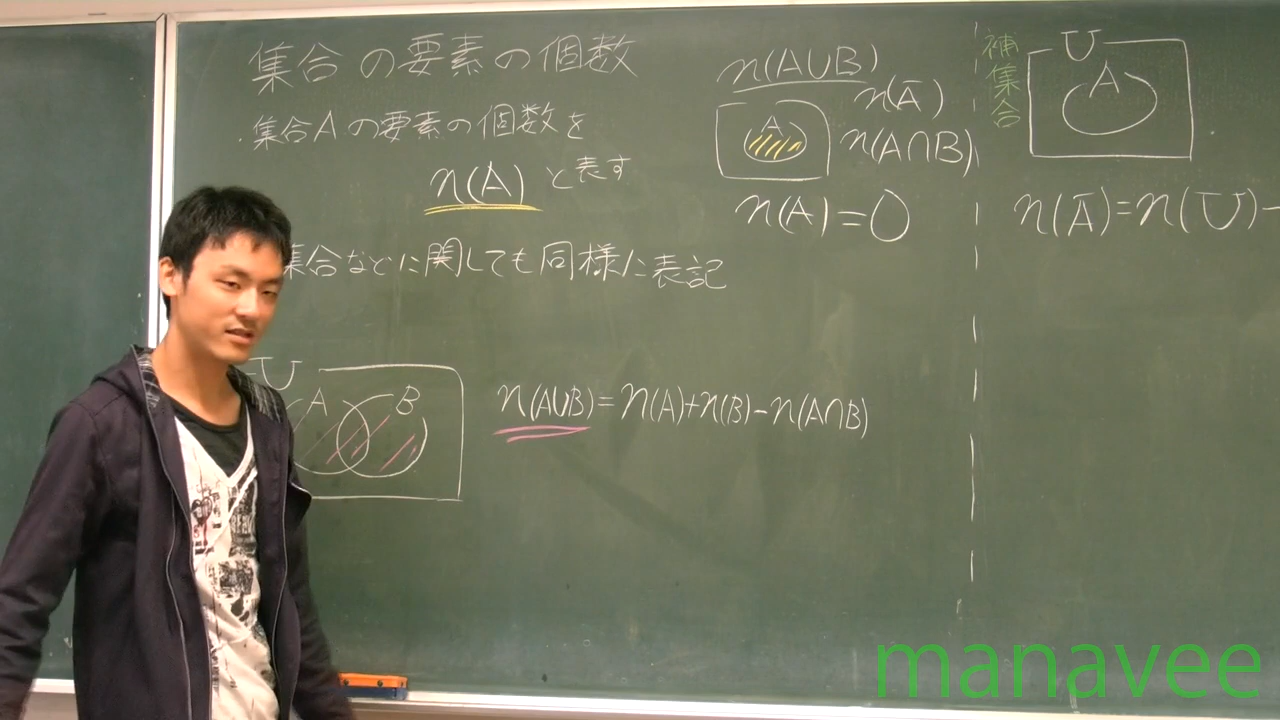 集合の要素の個数
・集合Aの要素の個数を
n(A)と表す
集合などに関しても同様に表記
U
A B
n(A∪B)=n(A)+n(B)-n(A∩B)
n(A∪B)
n(Ā)
A
n(A∩B)
n(A)=0
補集合
U
A
n(Ā)=n(U)-
manavee